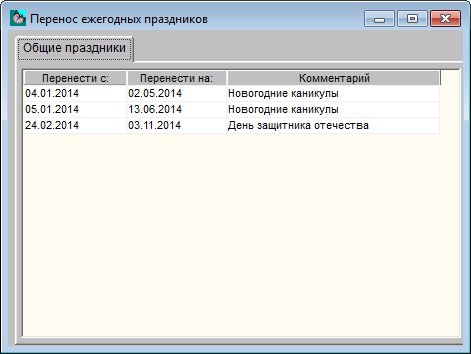 Перенос ежегодных праздников
Общие праздники
Перенести с: Перенести на: Комментарий
04.01.2014 02.05.2014 Новогодние каникулы
05.01.2014 13.06.2014 Новогодние каникулы
24.02.2014 03.11.2014 День защитника отечества